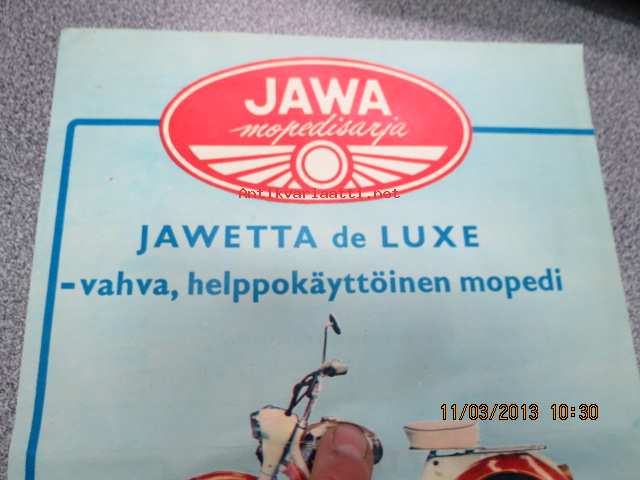 JAWA
mopedisarja
Antikvariaatti.net
JAWETTA de LUXE
-vahva, helppokäyttöinen mopedi
11/03/2013 10:30